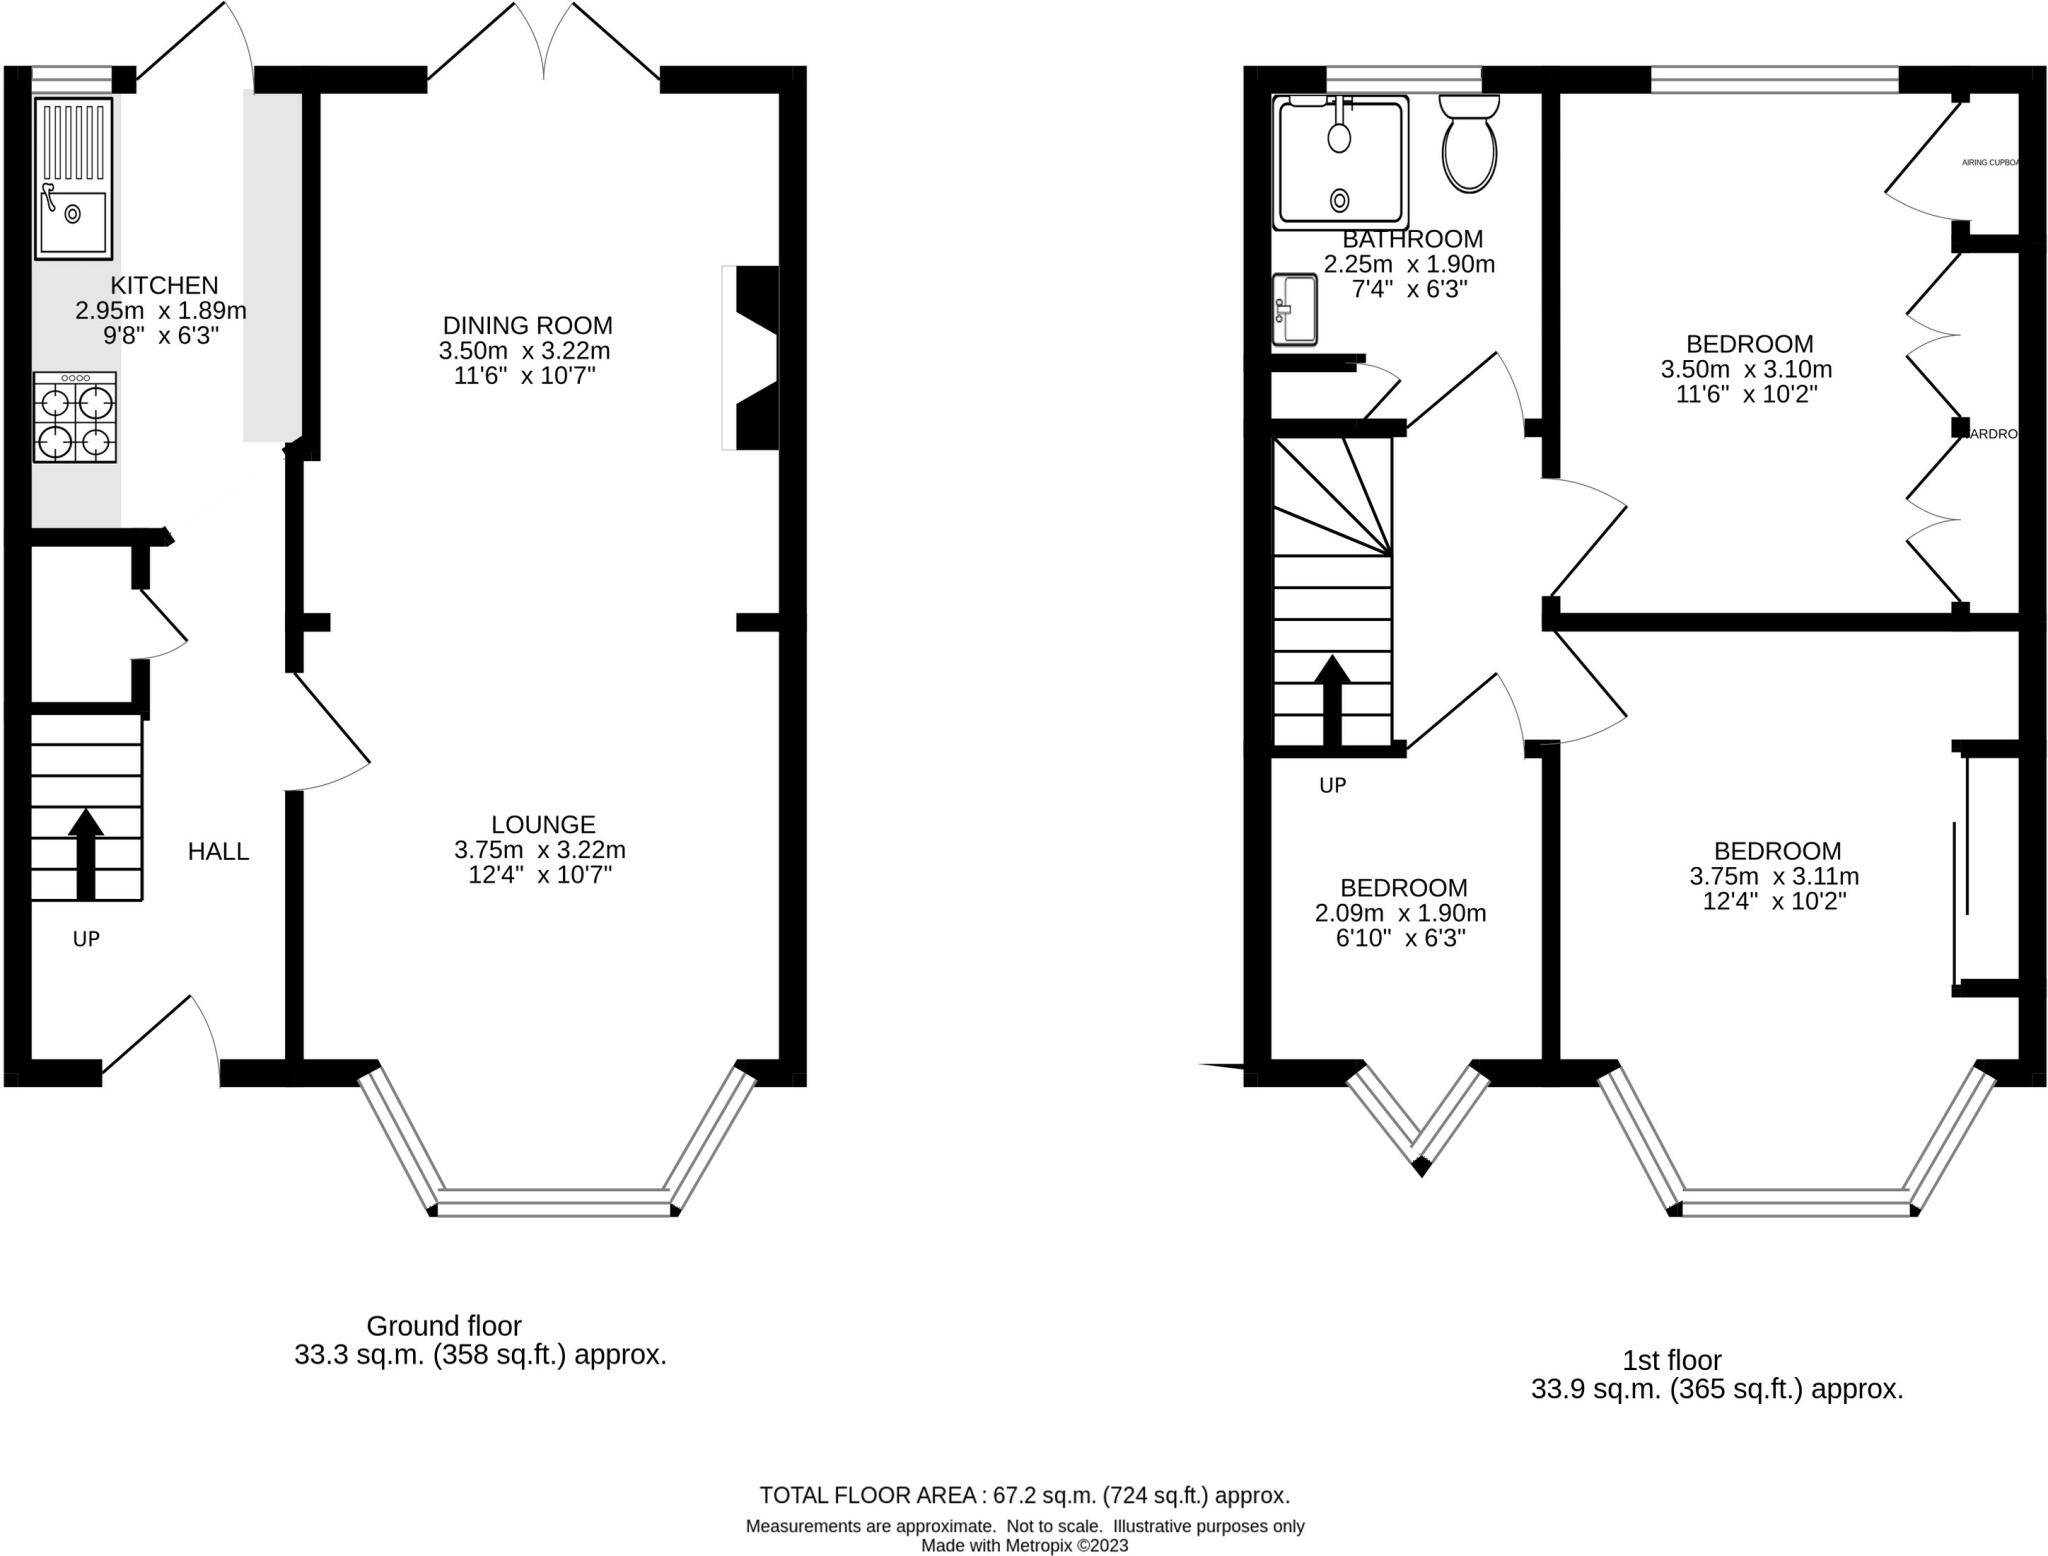 KITCHEN
2.95m x 1.89m
9'8" x 6'3"
DINING ROOM
3.50m x 3.22m
11'6" x 10'7"
LOUNGE
3.75m x 3.22m
12'4" x 10'7"
HALL
UP
Ground floor
33.3 sq.m. (358 sq.ft.) approx.
BATHROOM
2.25m x 1.90m
7'4" x 6'3"
AIRING
BEDROOM
3.50m x 3.10m
11'6" x 10'2"
UP
BEDROOM
2.09m x 1.90m
6'10" x 6'3"
BEDROOM
3.75m x 3.11m
12'4" x 10'2"
1st floor
33.9 sq.m. (365 sq.ft.) approx.
TOTAL FLOOR AREA : 67.2 sq.m. (724 sq.ft.) approx.
Measurements are approximate. Not to scale. Illustrative purposes only
Made with Metropix ©2023